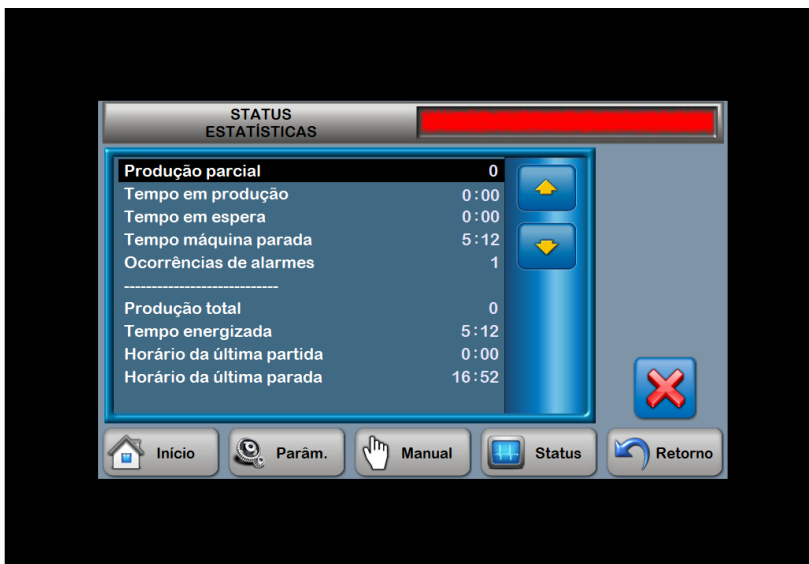 STATUS
ESTATÍSTICAS
Produção parcial 0
Tempo em produção 0:00
Tempo em espera 0:00
Tempo máquina parada 5:12
Ocorrências de alarmes 1
----------------------------
Produção total 0
Tempo energizada 5:12
Horário da última partida 0:00
Horário da última parada 16:52
Início Parâm. Manual Status Retorno